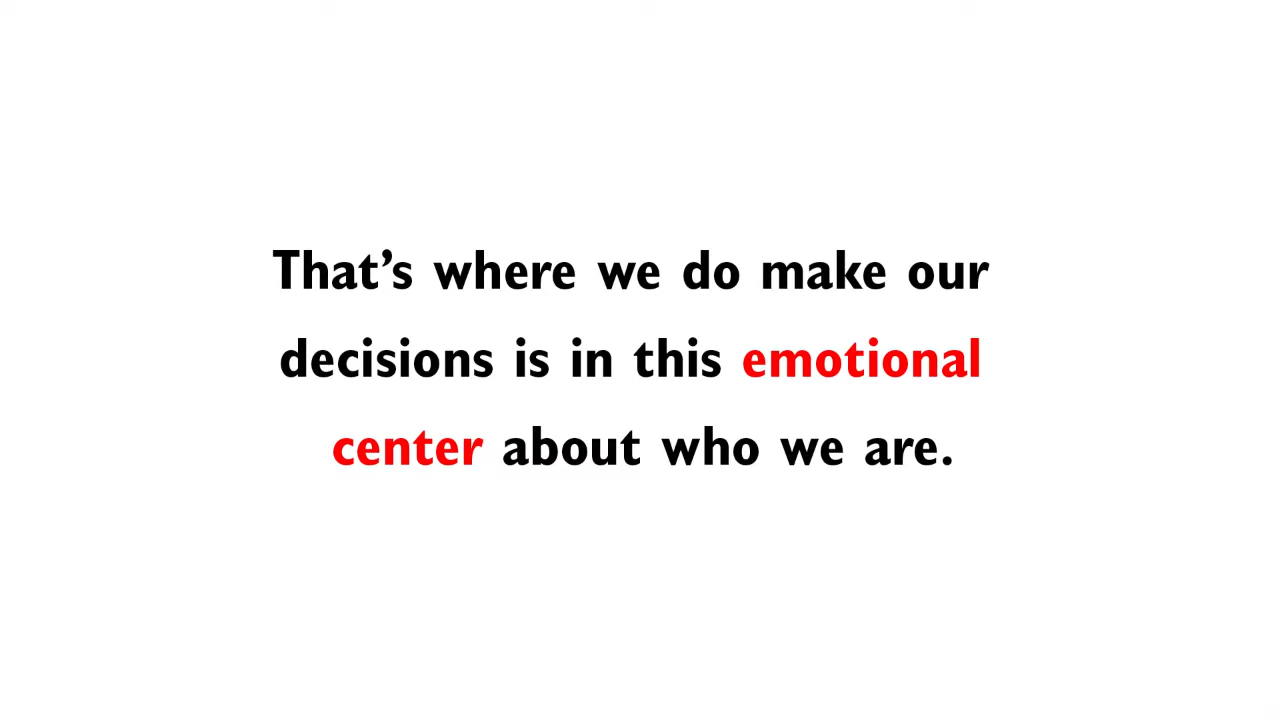 That’s where we do make our
decisions is in this emotional
center about who we are.